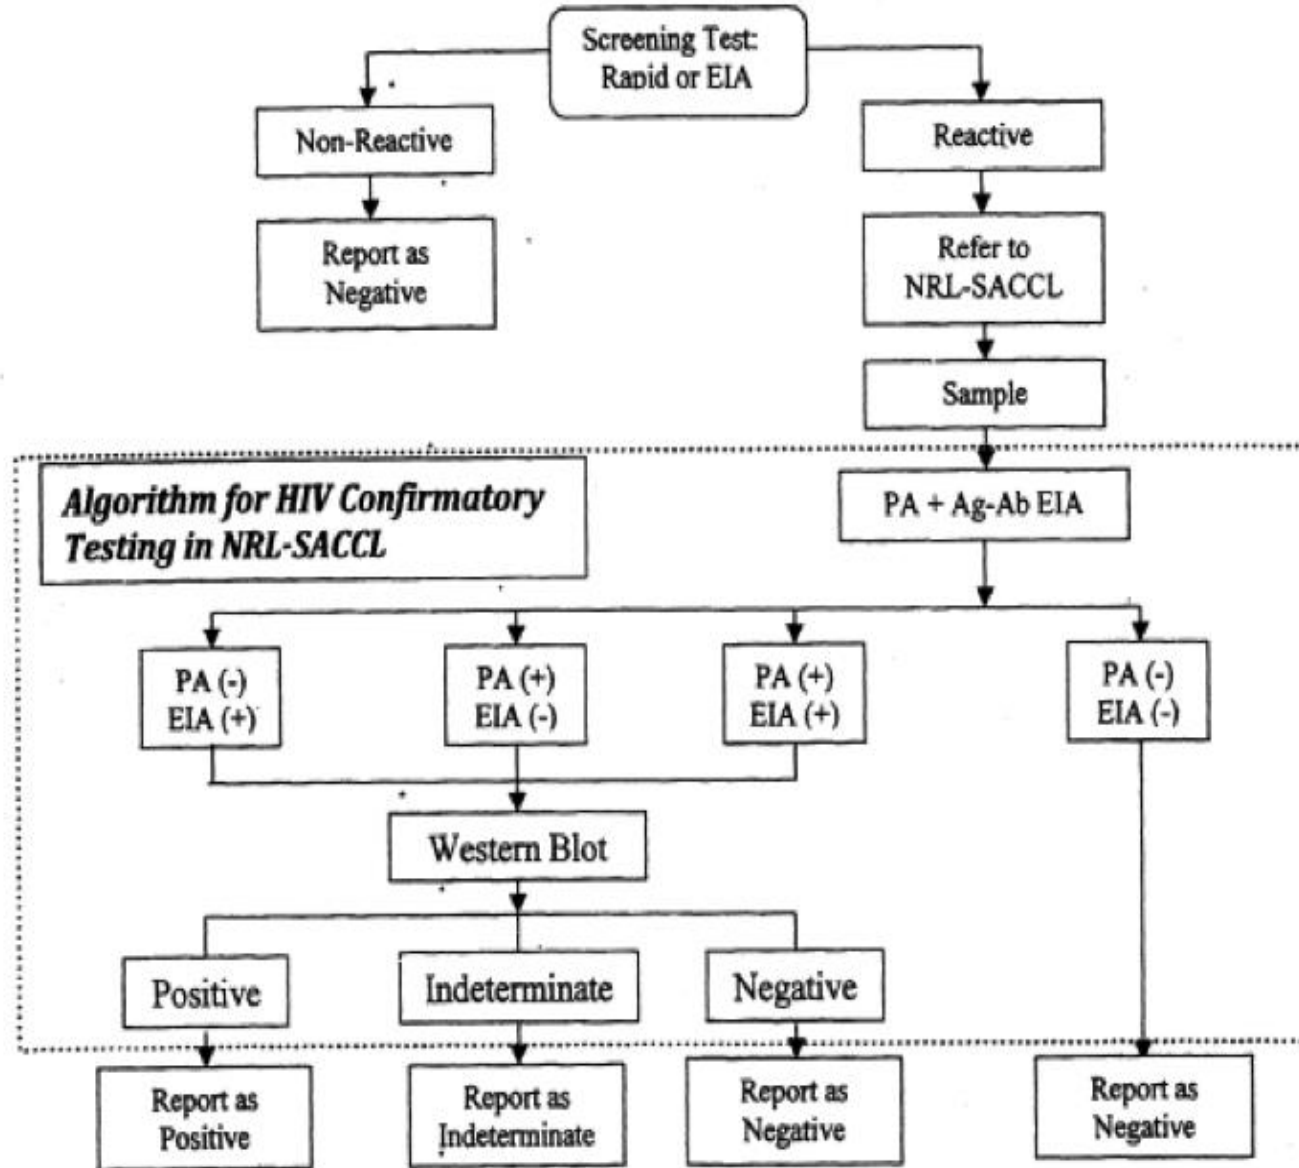 Screening Test:
Rapid or EIA
Non-Reactive
Reactive
Report as
Negative
Refer to
NRL-SACCL
Sample
Algorithm for HIV Confirmatory
Testing in NRL-SACCL
PA + Ag-Ab EIA
PA (-)
EIA (+)
PA (+)
EIA (-)
PA (+)
EIA (+)
PA (-)
EIA (-)
Western Blot
Positive
Indeterminate
Negative
Report as
Positive
Report as
Indeterminate
Report as
Negative
Report as
Negative